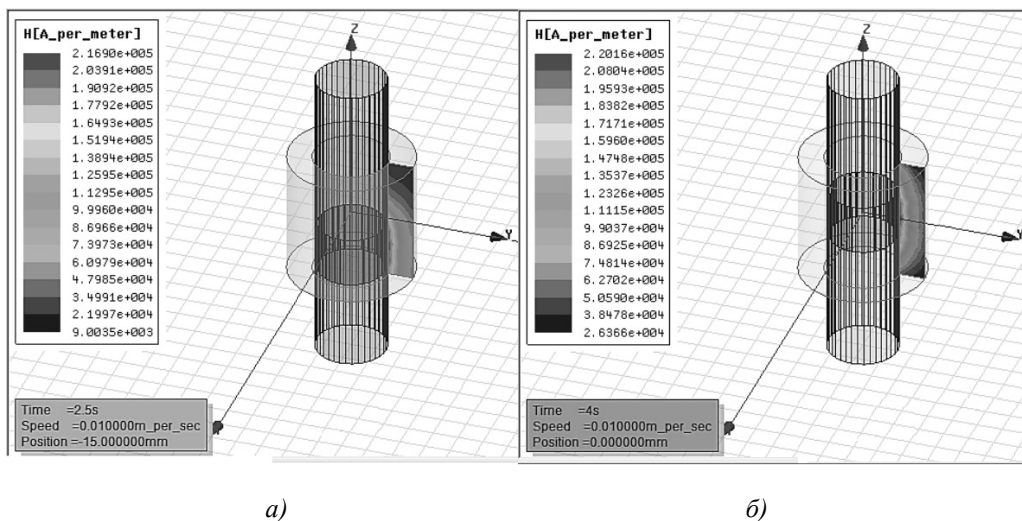 H[A_per_meter]
2.1690e+005
2.0391e+005
1.9092e+005
1.7792e+005
1.6493e+005
1.5194e+005
1.3894e+005
1.2595e+005
1.1295e+005
9.9960e+004
8.6966e+004
7.3973e+004
6.0979e+004
4.7985e+004
3.4991e+004
2.1997e+004
9.0035e+003
Z
Y
Time =2.5s
Speed =0.010000m_per_sec
Position =-15.000000mm
H[A_per_meter]
2.2016e+005
2.0804e+005
1.9593e+005
1.8382e+005
1.7171e+005
1.5960e+005
1.4748e+005
1.3537e+005
1.2326e+005
1.1115e+005
9.9037e+004
8.6925e+004
7.4814e+004
6.2702e+004
5.0590e+004
3.8478e+004
2.6366e+004
Z
Y
Time =4s
Speed =0.010000m_per_sec
Position =0.000000mm
а)
б)